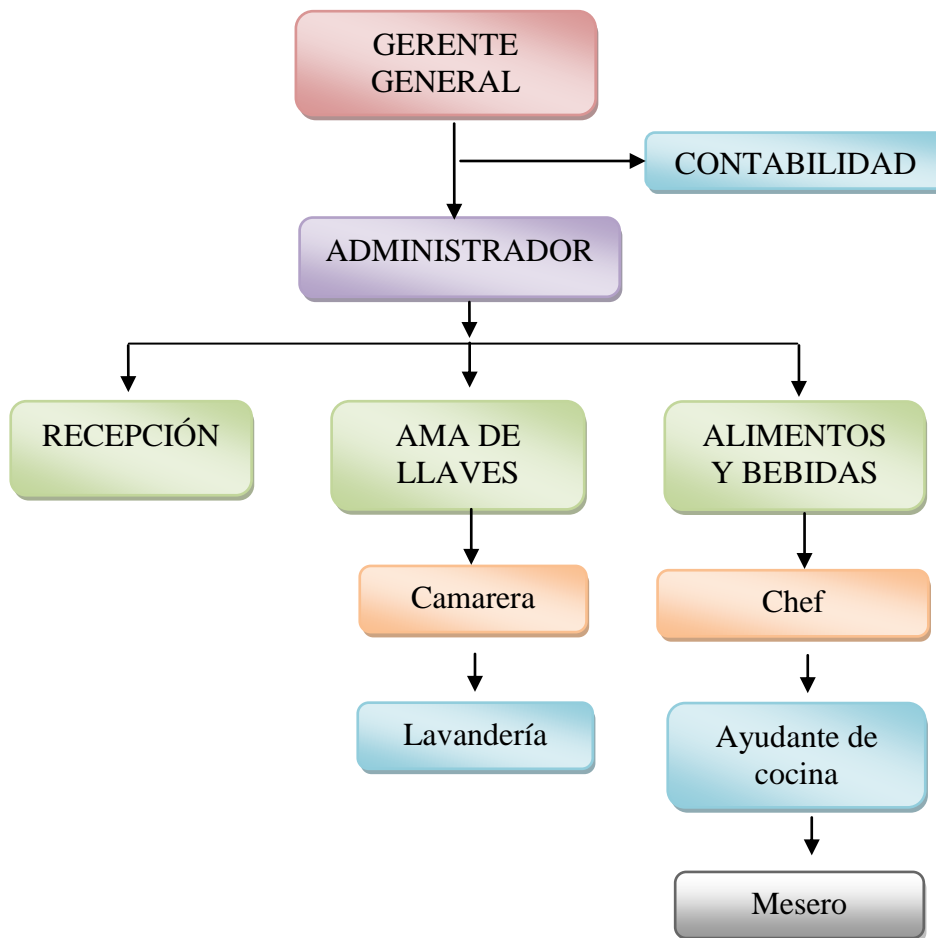 GERENTE
GENERAL
CONTABILIDAD
ADMINISTRADOR
RECEPCIÓN
AMA DE
LLAVES
ALIMENTOS
Y BEBIDAS
Camarera
Chef
Lavandería
Ayudante de
cocina
Mesero